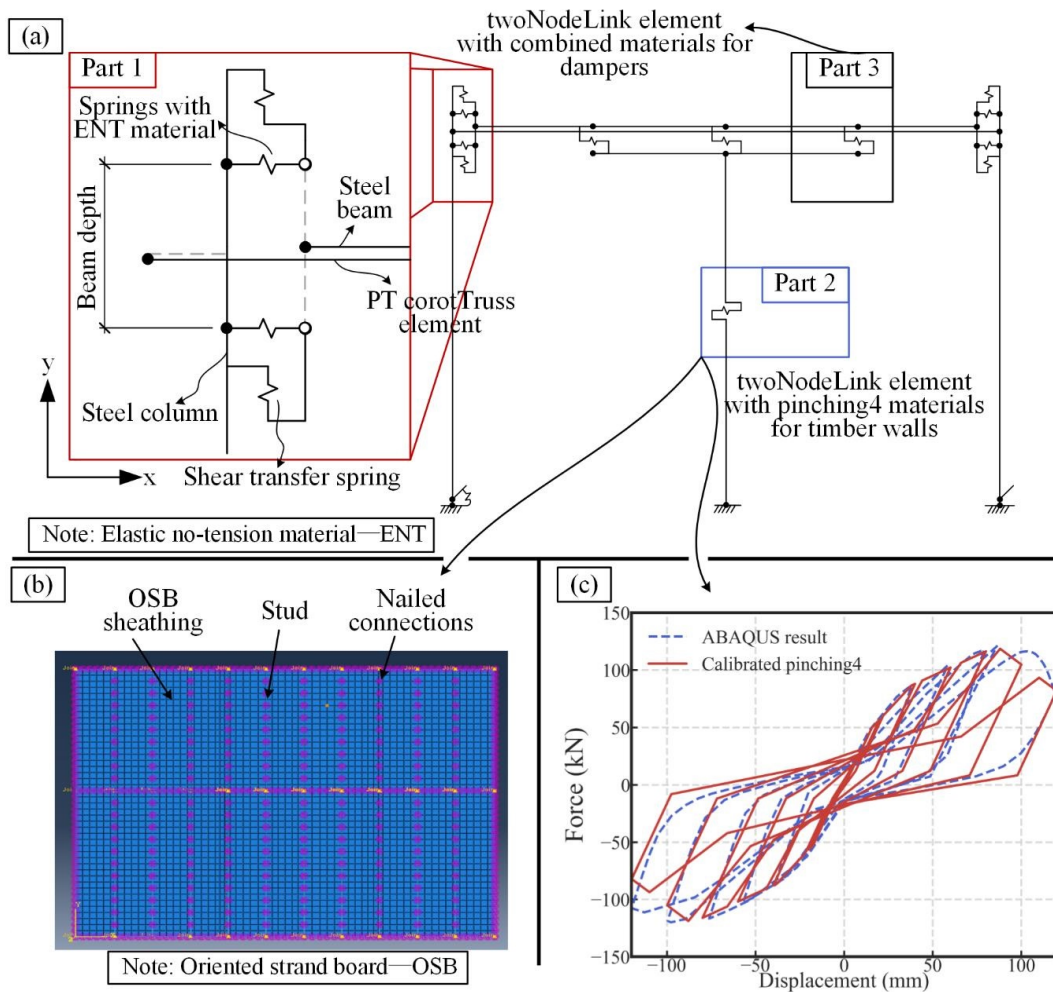 (a)
twoNodeLink element
with combined materials for
dampers
Part 1
Part 3
Springs with
ENT material
Steel
beam
Beam depth
PT corotTruss
element
Part 2
y
Steel column
twoNodeLink element
with pinching4 materials
for timber walls
x
Shear transfer spring
Note: Elastic no-tension material—ENT
(b)
OSB
sheathing
Stud
Nailed
connections
Note: Oriented strand board—OSB
(c)
150
100
50
0
−50
−100
−150
ABAQUS result
Calibrated pinching4
Force (kN)
−100 −50 0 50 100
Displacement (mm)